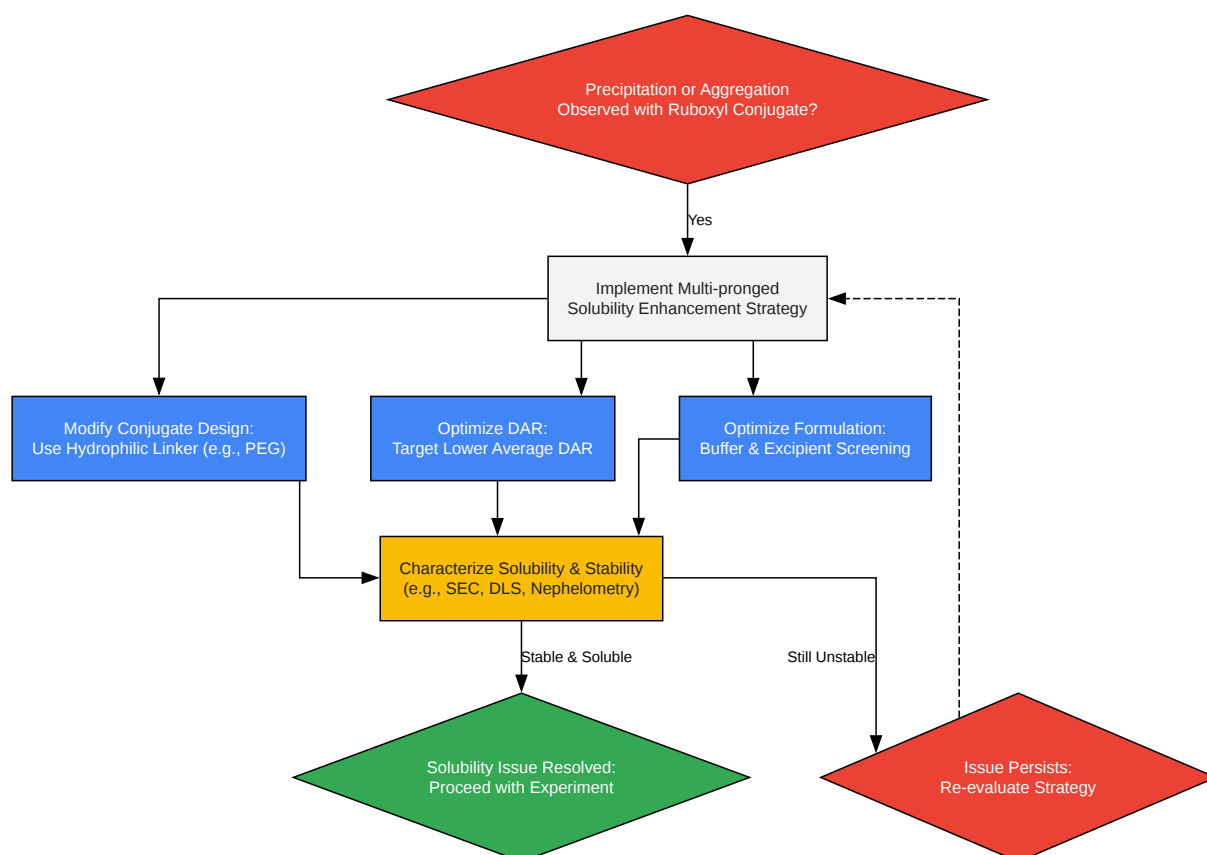 Precipitation or Aggregation
Observed with Ruboxyl Conjugate?
Yes
Implement Multi-pronged
Solubility Enhancement Strategy
Modify Conjugate Design:
Use Hydrophilic Linker (e.g., PEG)
Optimize DAR:
Target Lower Average DAR
Optimize Formulation:
Buffer & Excipient Screening
Characterize Solubility & Stability
(e.g., SEC, DLS, Nephelometry)
Stable & Soluble
Still Unstable
Solubility Issue Resolved:
Proceed with Experiment
Issue Persists:
Re-evaluate Strategy